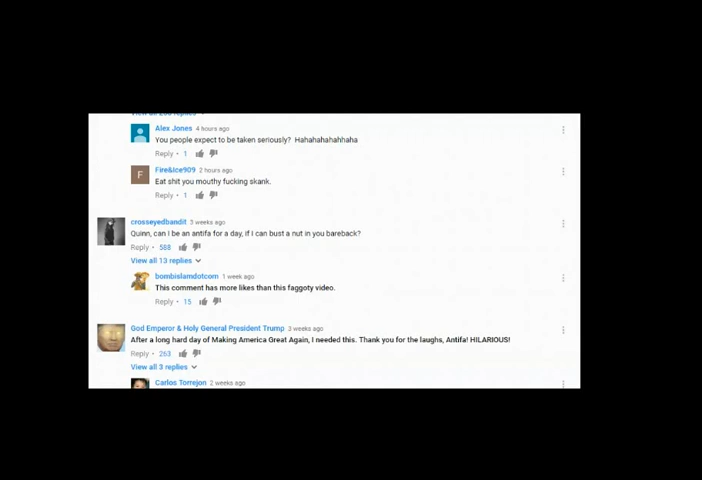 Alex Jones 4 hours ago
You people expect to be taken seriously? Hahahahahahhaha
Reply • 1
F
Fire&Ice909 2 hours ago
Eat shit you mouthy fucking skank.
Reply • 1
crosseyedbandit 3 weeks ago
Quinn, can I be an antifa for a day, if I can bust a nut in you bareback?
Reply • 588
View all 13 replies
bombislamdotcom 1 week ago
This comment has more likes than this faggoty video.
Reply • 15
God Emperor & Holy General President Trump 3 weeks ago
After a long hard day of Making America Great Again, I needed this. Thank you for the laughs, Antifa! HILARIOUS!
Reply • 263
View all 3 replies
Carlos Torrejon 2 weeks ago